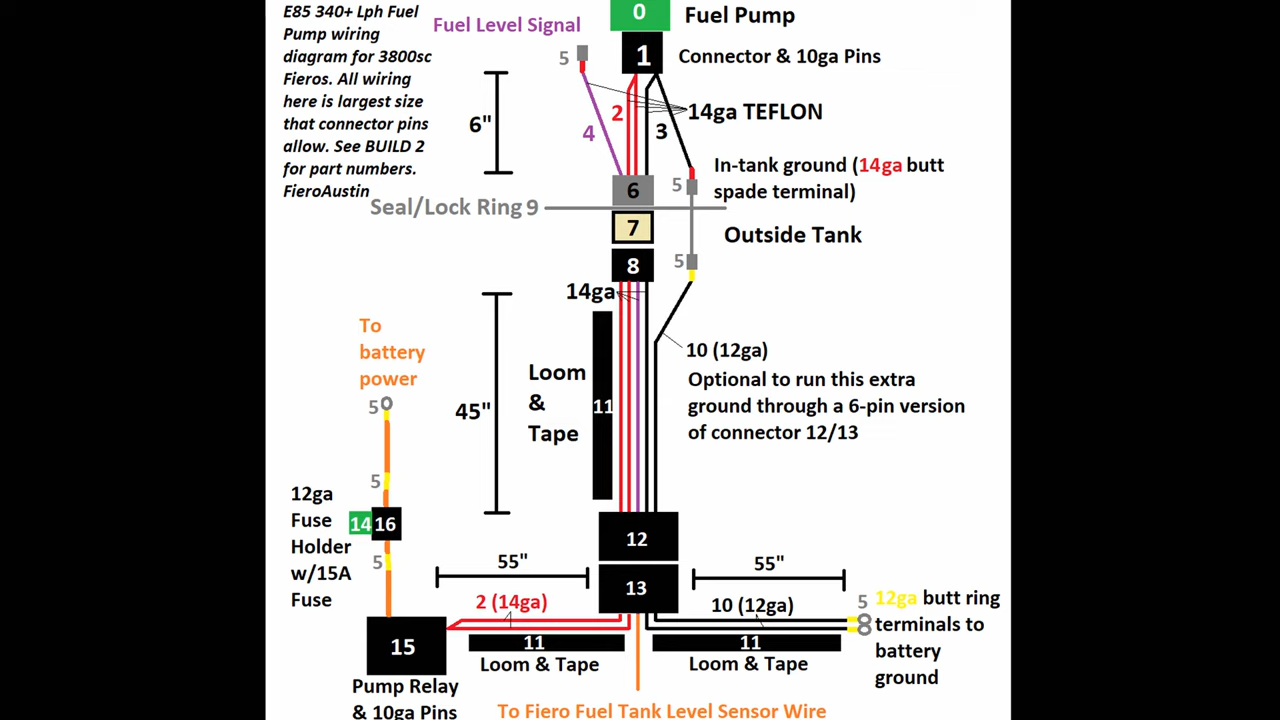 E85 340+ Lph Fuel
Pump wiring
diagram for 3800sc
Fieros. All wiring
here is largest size
that connector pins
allow. See BUILD 2
for part numbers.
FieroAustin
0
Fuel Pump
Fuel Level Signal
5
1
Connector & 10ga Pins
6"
2
4
3
14ga TEFLON
In-tank ground (14ga butt
spade terminal)
5
6
Seal/Lock Ring 9
7
Outside Tank
8
5
14ga
To
battery
power
5
Loom
&
Tape
11
45"
10 (12ga)
Optional to run this extra
ground through a 6-pin version
of connector 12/13
5
12ga
Fuse
Holder
w/15A
Fuse
14
16
5
12
55"
55"
13
2 (14ga)
10 (12ga)
5
12ga butt ring
terminals to
battery
ground
15
11
Loom & Tape
11
Loom & Tape
Pump Relay
& 10ga Pins
To Fiero Fuel Tank Level Sensor Wire